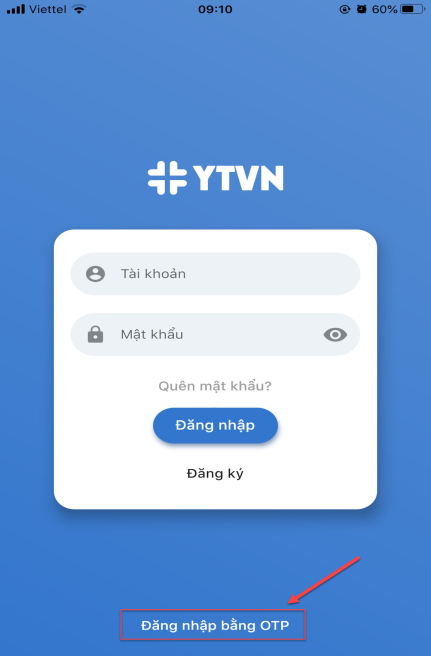 Viettel 09:10 60%
YTVN
Tài khoản
Mật khẩu
Quên mật khẩu?
Đăng nhập
Đăng ký
Đăng nhập bằng OTP